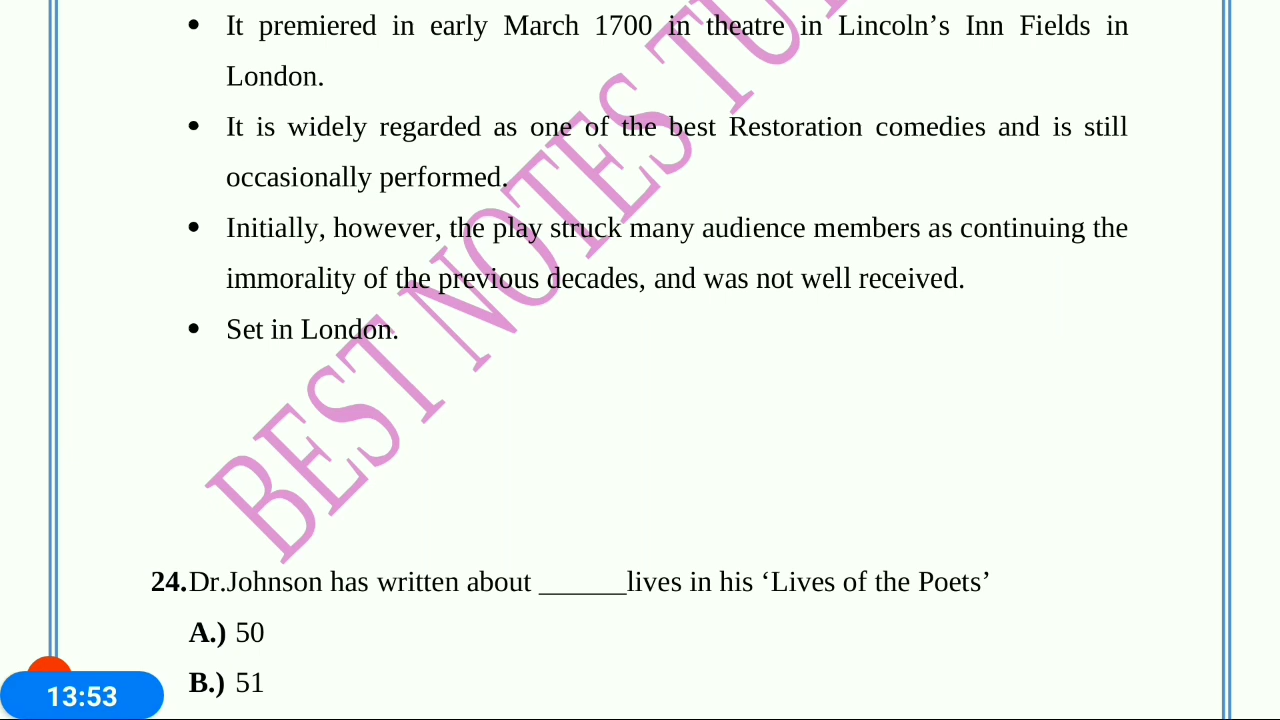 • It premiered in early March 1700 in theatre in Lincoln’s Inn Fields in
London.
• It is widely regarded as one of the best Restoration comedies and is still
occasionally performed.
• Initially, however, the play struck many audience members as continuing the
immorality of the previous decades, and was not well received.
• Set in London.
BEST NOTES
24.Dr.Johnson has written about ______lives in his ‘Lives of the Poets’
A.) 50
B.) 51
13:53